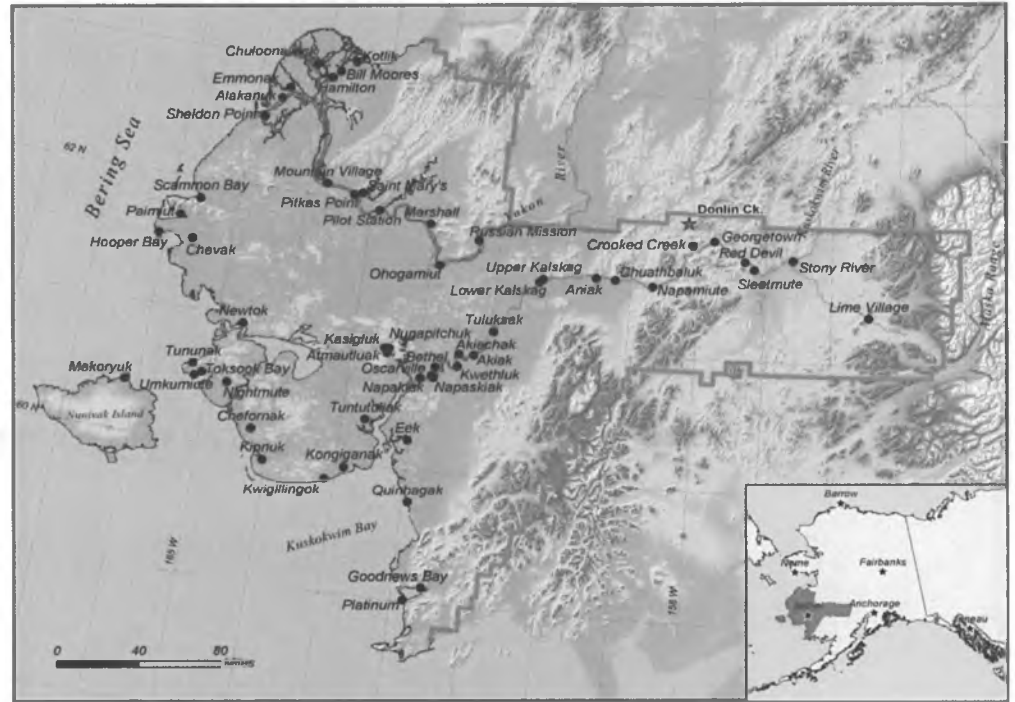 Kotlik
Bill Moores
Hamilton
Emmonak
Alakanuk
Sheldon Point
62 N
Bering Sea
Mountain Village
Saint Mary's
Pitkas Point
Pilot Station
Marshall
Yukon
River
Russian Mission
Ohogamiut
Scammon Bay
Paimiut
Hooper Bay
Chevak
Donlin Ck.
Kuskokwim River
Crooked Creek
Georgetown
Red Devil
Sleetmute
Stony River
Upper Kalskag
Lower Kalskag
Aniak
Chuathbaluk
Napamiute
Lime Village
Newtok
Tuluksak
Nunapitchuk
Kasigluk
Atmautluak
Akiachak
Akiak
Bethel
Oscarville
Kwethluk
Napakiak
Napaskiak
Mekoryuk
Tununak
Toksook Bay
Umkumiute
Nightmute
60 N
Nunivak Island
Chefornak
Tuntutuliak
Eek
Kipnuk
Kongiganak
Kwigillingok
Quinhagak
Kuskokwim Bay
165 W
Goodnews Bay
Platinum
0 40 80
Barrow
Nome
Fairbanks
Anchorage
Juneau